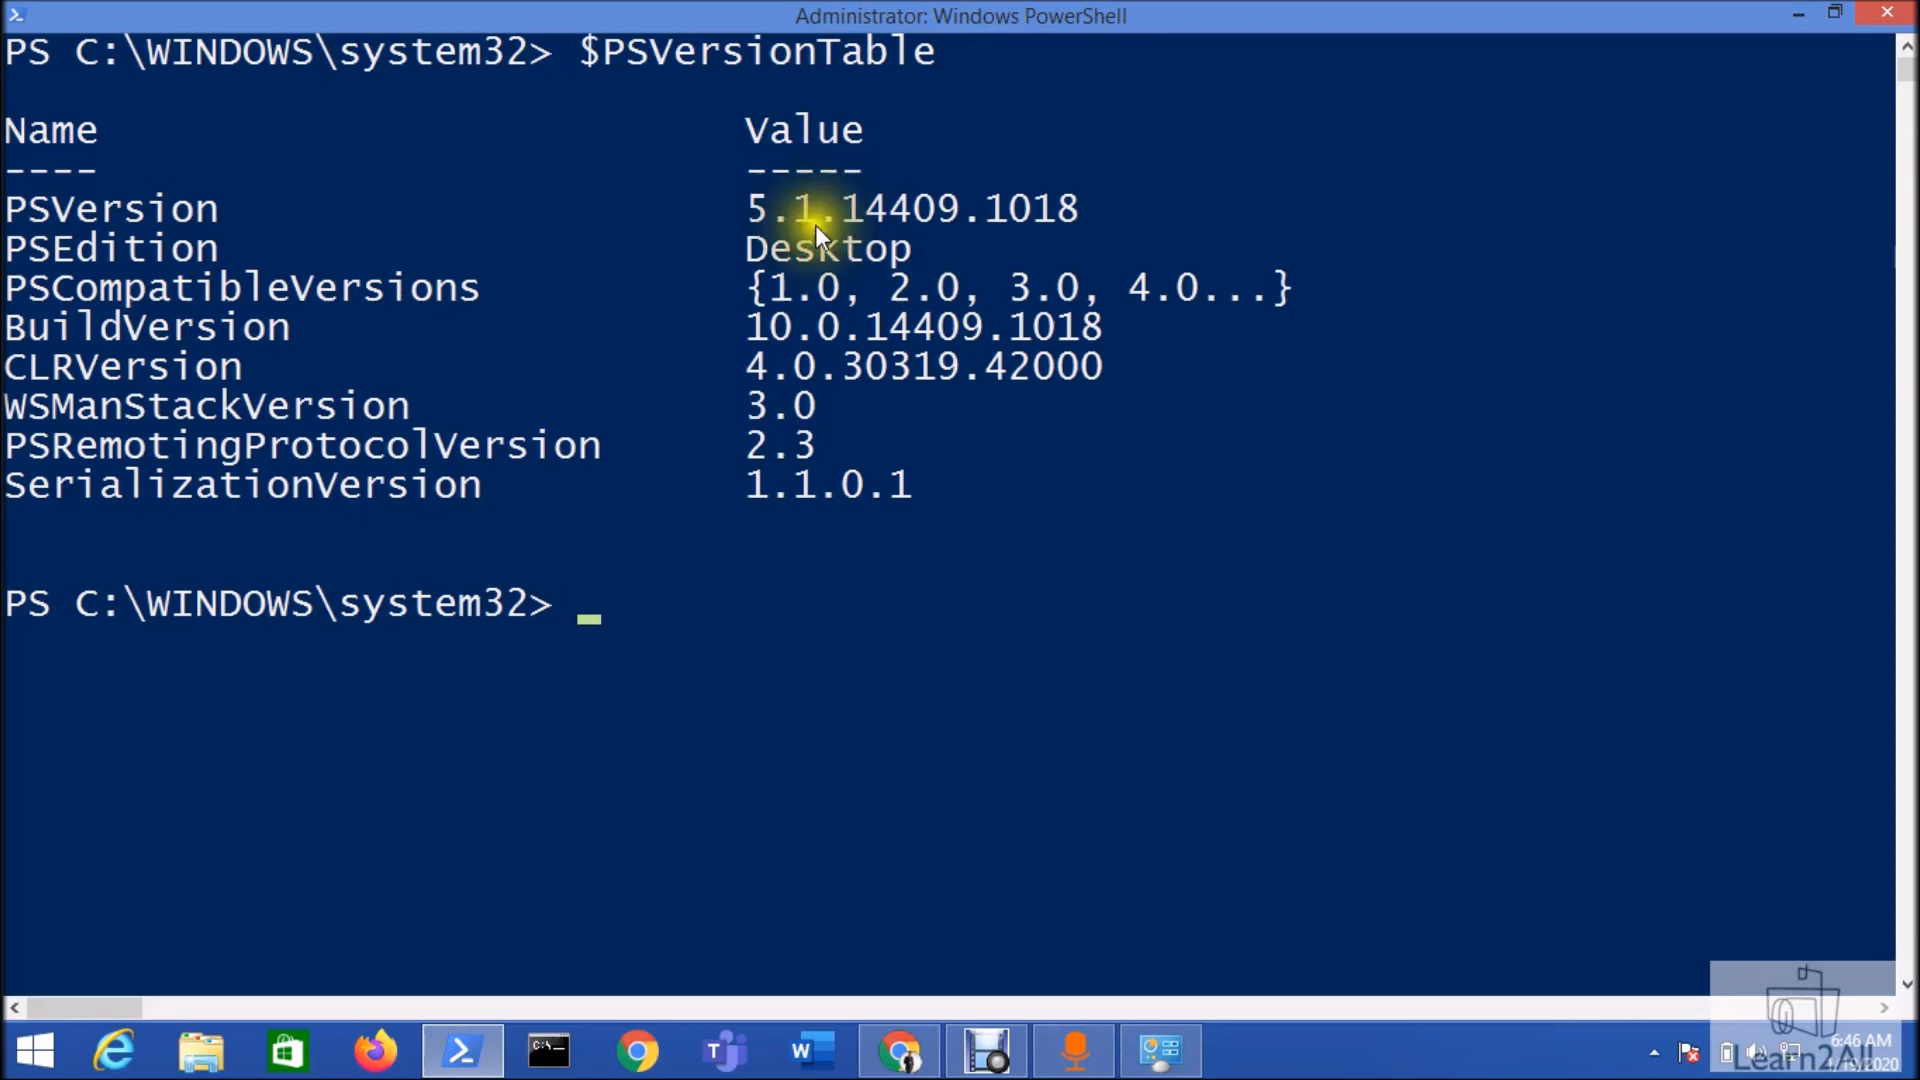 Administrator: Windows PowerShell
PS C:\WINDOWS\system32> $PSVersionTable
Name Value
---- -----
PSVersion 5.1.14409.1018
PSEdition Desktop
PSCompatibleVersions {1.0, 2.0, 3.0, 4.0...}
BuildVersion 10.0.14409.1018
CLRVersion 4.0.30319.42000
WSManStackVersion 3.0
PSRemotingProtocolVersion 2.3
SerializationVersion 1.1.0.1
PS C:\WINDOWS\system32>
6:46 AM
Learn2All